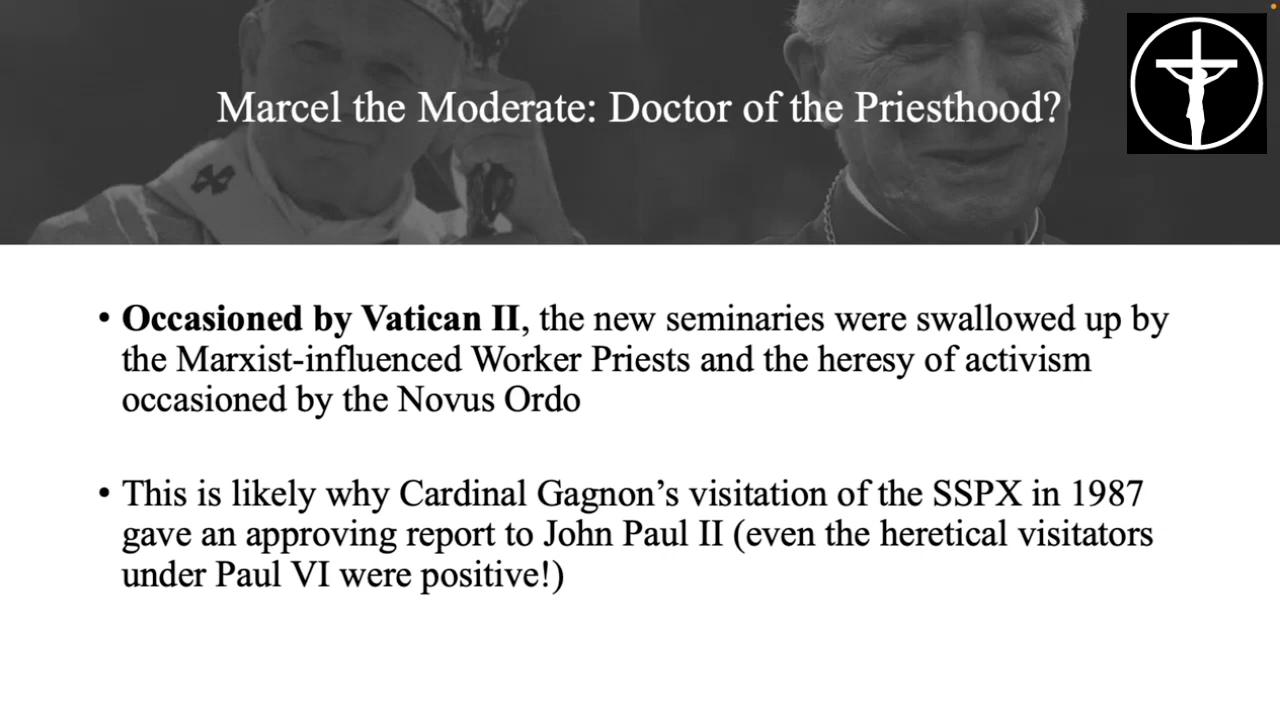 Marcel the Moderate: Doctor of the Priesthood?
• Occasioned by Vatican II, the new seminaries were swallowed up by
the Marxist-influenced Worker Priests and the heresy of activism
occasioned by the Novus Ordo
• This is likely why Cardinal Gagnon’s visitation of the SSPX in 1987
gave an approving report to John Paul II (even the heretical visitators
under Paul VI were positive!)